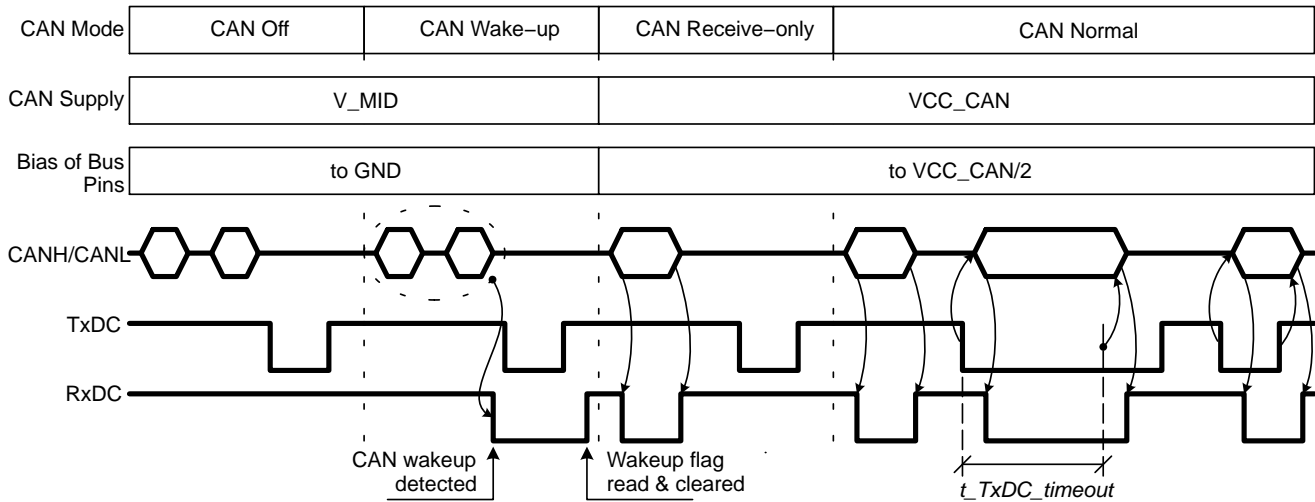 CAN Mode
CAN Off
CAN Wake-up
CAN Receive-only
CAN Normal
CAN Supply
V_MID
VCC_CAN
Bias of Bus
Pins
to GND
to VCC_CAN/2
CANH/CANL
TxDC
RxDC
CAN wakeup
detected
Wakeup flag
read & cleared
t_TxDC_timeout